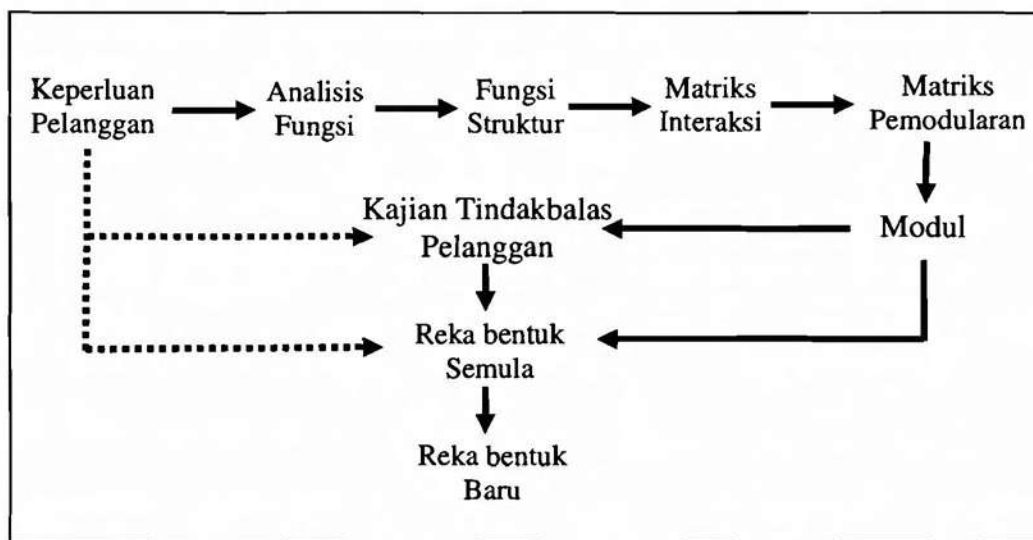 Keperluan
Pelanggan
Analisis
Fungsi
Fungsi
Struktur
Matriks
Interaksi
Matriks
Pemodularan
Kajian Tindakbalas
Pelanggan
Modul
Reka bentuk
Semula
Reka bentuk
Baru